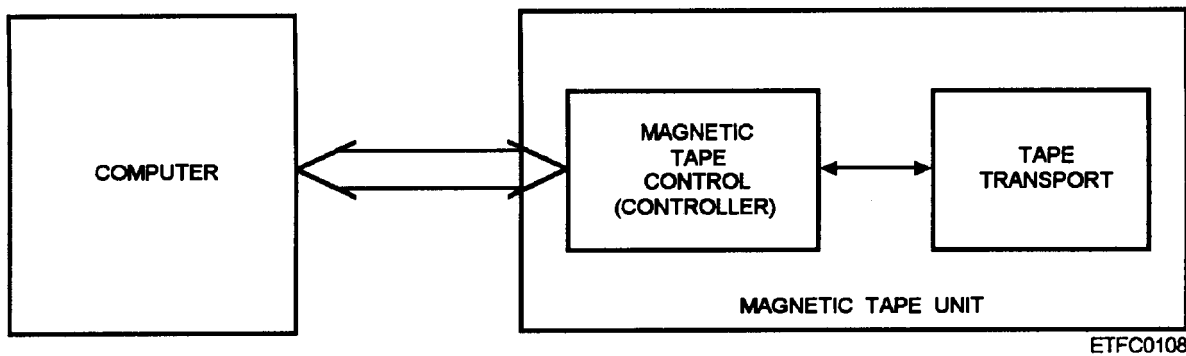 COMPUTER
MAGNETIC
TAPE
CONTROL
(CONTROLLER)
TAPE
TRANSPORT
MAGNETIC TAPE UNIT
ETFC0108